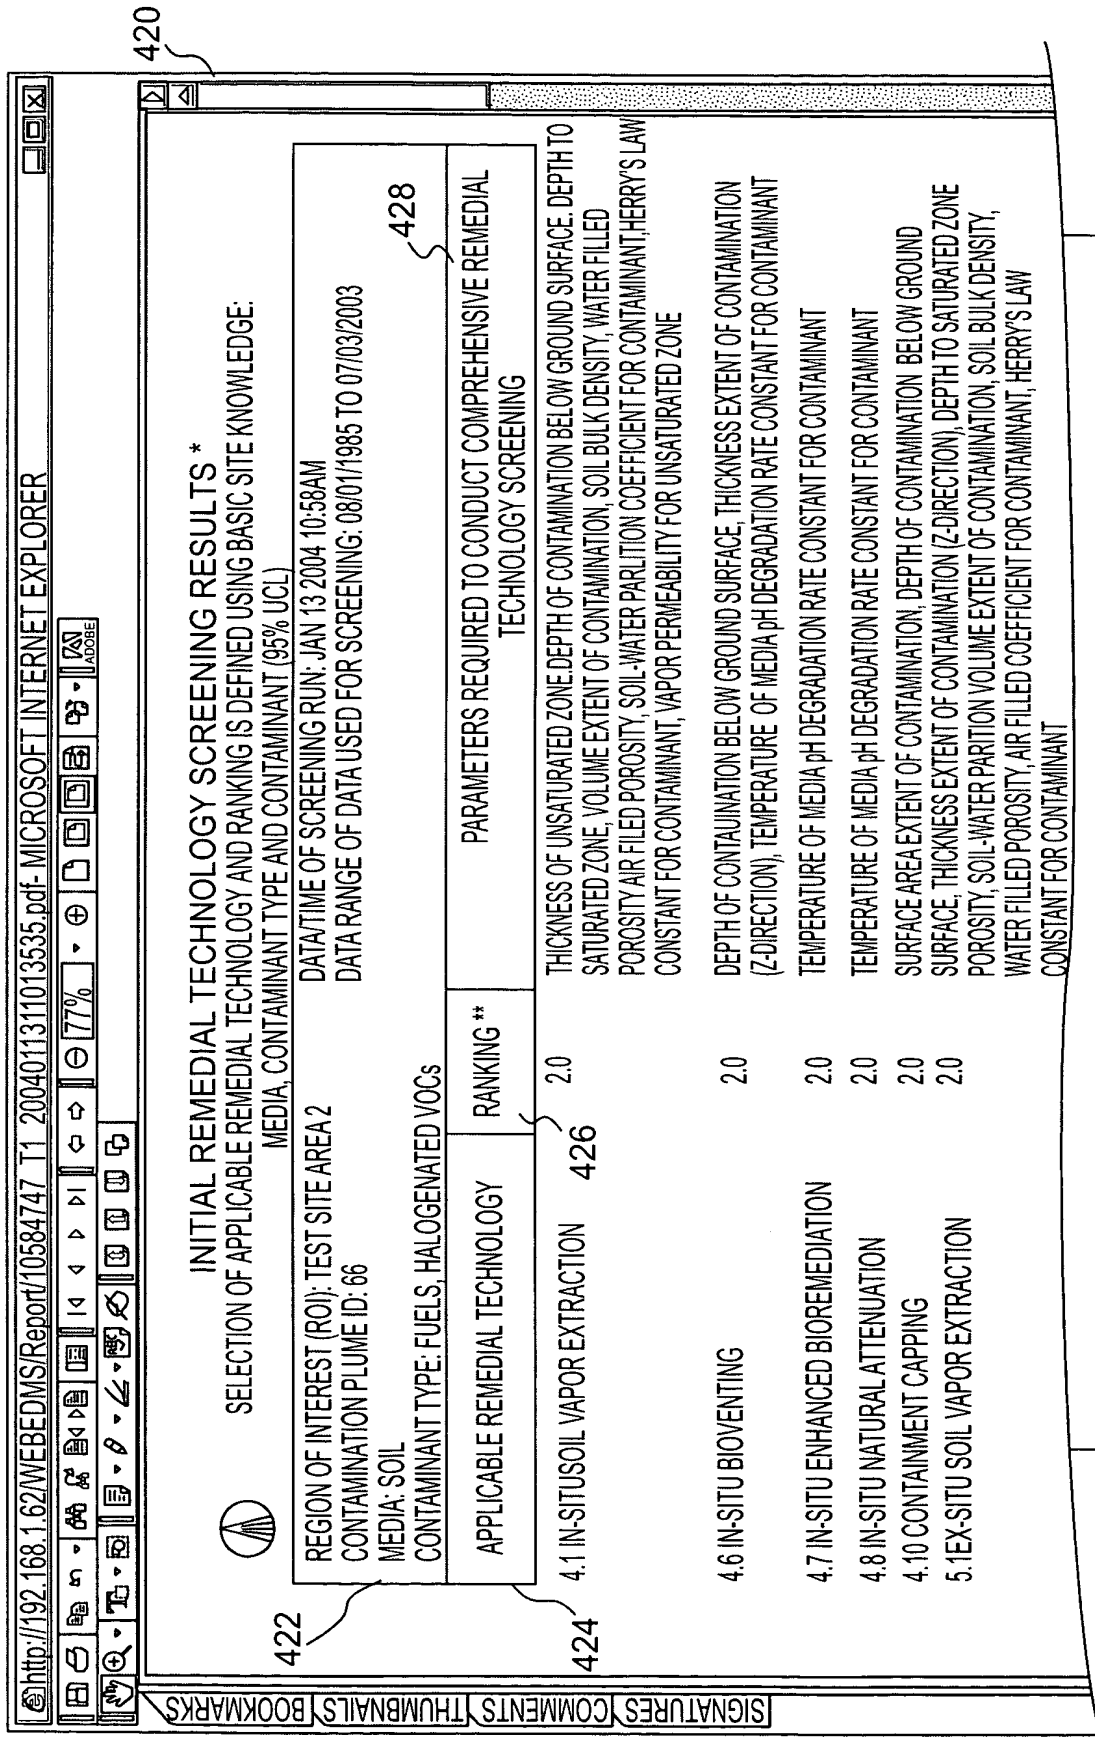 http://192.168.1.62/WEBEDMS/Report/1058747_T1_20040113110113535.pdf- MICROSOFT INTERNET EXPLORER
77%
ADOBE
420
BOOKMARKS
THUMBNAILS
COMMENTS
SIGNATURES
INITIAL REMEDIAL TECHNOLOGY SCREENING RESULTS *
SELECTION OF APPLICABLE REMEDIAL TECHNOLOGY AND RANKING IS DEFINED USING BASIC SITE KNOWLEDGE:
MEDIA, CONTAMINANT TYPE AND CONTAMINANT (95% UCL)
422
REGION OF INTEREST (ROI): TEST SITE AREA 2
CONTAMINATION PLUME ID: 66
MEDIA: SOIL
CONTAMINANT TYPE: FUELS, HALOGENATED VOCs
DATA/TIME OF SCREENING RUN: JAN 13 2004 10:58AM
DATA RANGE OF DATA USED FOR SCREENING: 08/01/1985 TO 07/03/2003
428
424
APPLICABLE REMEDIAL TECHNOLOGY
RANKING **
426
PARAMETERS REQUIRED TO CONDUCT COMPREHENSIVE REMEDIAL
TECHNOLOGY SCREENING
4.1 IN-SITUSOIL VAPOR EXTRACTION
2.0
THICKNESS OF UNSATURATED ZONE.DEPTH OF CONTAMINATION BELOW GROUND SURFACE. DEPTH TO
SATURATED ZONE, VOLUME EXTENT OF CONTAMINATION, SOIL BULK DENSITY, WATER FILLED
POROSITY AIR FILED POROSITY, SOIL-WATER PARLITION COEFFICIENT FOR CONTAMINANT,HERRY'S LAW
CONSTANT FOR CONTAMINANT, VAPOR PERMEABILITY FOR UNSATURATED ZONE
4.6 IN-SITU BIOVENTING
2.0
DEPTH OF CONTAUINATION BELOW GROUND SURFACE, THICKNESS EXTENT OF CONTAMINATION
(Z-DIRECTION), TEMPERATURE OF MEDIA pH DEGRADATION RATE CONSTANT FOR CONTAMINANT
4.7 IN-SITU ENHANCED BIOREMEDIATION
2.0
TEMPERATURE OF MEDIA pH DEGRADATION RATE CONSTANT FOR CONTAMINANT
4.8 IN-SITU NATURAL ATTENUATION
2.0
TEMPERATURE OF MEDIA pH DEGRADATION RATE CONSTANT FOR CONTAMINANT
4.10 CONTAINMENT CAPPING
2.0
SURFACE AREA EXTENT OF CONTAMINATION, DEPTH OF CONTAMINATION BELOW GROUND
5.1EX-SITU SOIL VAPOR EXTRACTION
2.0
SURFACE, THICKNESS EXTENT OF CONTAMINATION (Z-DIRECTION), DEPTH TO SATURATED ZONE
POROSITY, SOIL-WATER PARITION VOLUME EXTENT OF CONTAMINATION, SOIL BULK DENSITY,
WATER FILLED POROSITY, AIR FILLED COEFFICIENT FOR CONTAMINANT, HERRY'S LAW
CONSTANT FOR CONTAMINANT